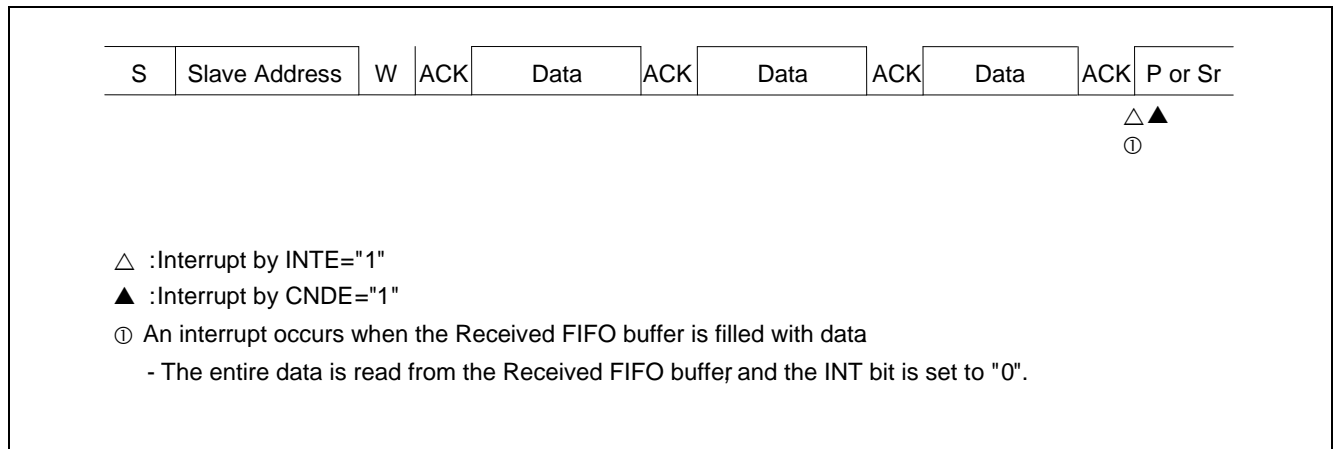 S Slave Address W ACK Data ACK Data ACK Data ACK P or Sr
△ ▲
①
△ :Interrupt by INTE="1"
▲ :Interrupt by CNDE="1"
① An interrupt occurs when the Received FIFO buffer is filled with data
- The entire data is read from the Received FIFO buffer, and the INT bit is set to "0".